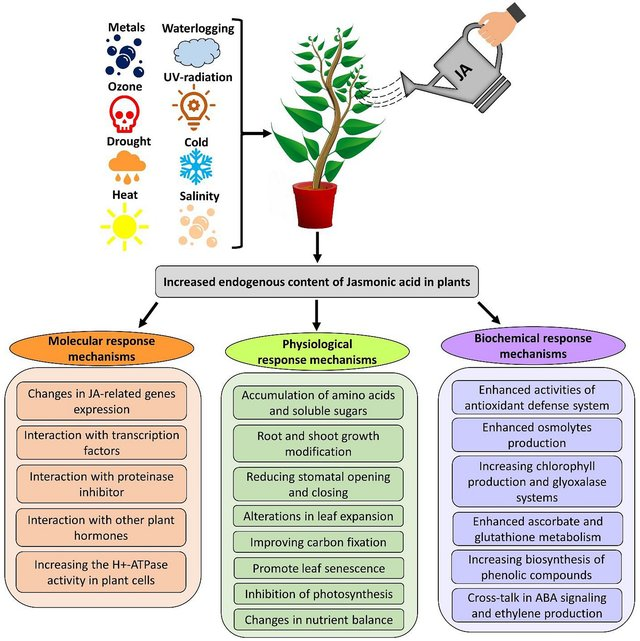 Metals
Waterlogging
Ozone
UV-radiation
Drought
Cold
Heat
Salinity
JA
Increased endogenous content of Jasmonic acid in plants
Molecular response
mechanisms
Changes in JA-related genes
expression
Interaction with transcription
factors
Interaction with proteinase
inhibitor
Interaction with other plant
hormones
Increasing the H+-ATPase
activity in plant cells
Physiological
response mechanisms
Accumulation of amino acids
and soluble sugars
Root and shoot growth
modification
Reducing stomatal opening
and closing
Alterations in leaf expansion
Improving carbon fixation
Promote leaf senescence
Inhibition of photosynthesis
Changes in nutrient balance
Biochemical response
mechanisms
Enhanced activities of
antioxidant defense system
Enhanced osmolytes
production
Increasing chlorophyll
production and glyoxalase
systems
Enhanced ascorbate and
glutathione metabolism
Increasing biosynthesis of
phenolic compounds
Cross-talk in ABA signaling
and ethylene production